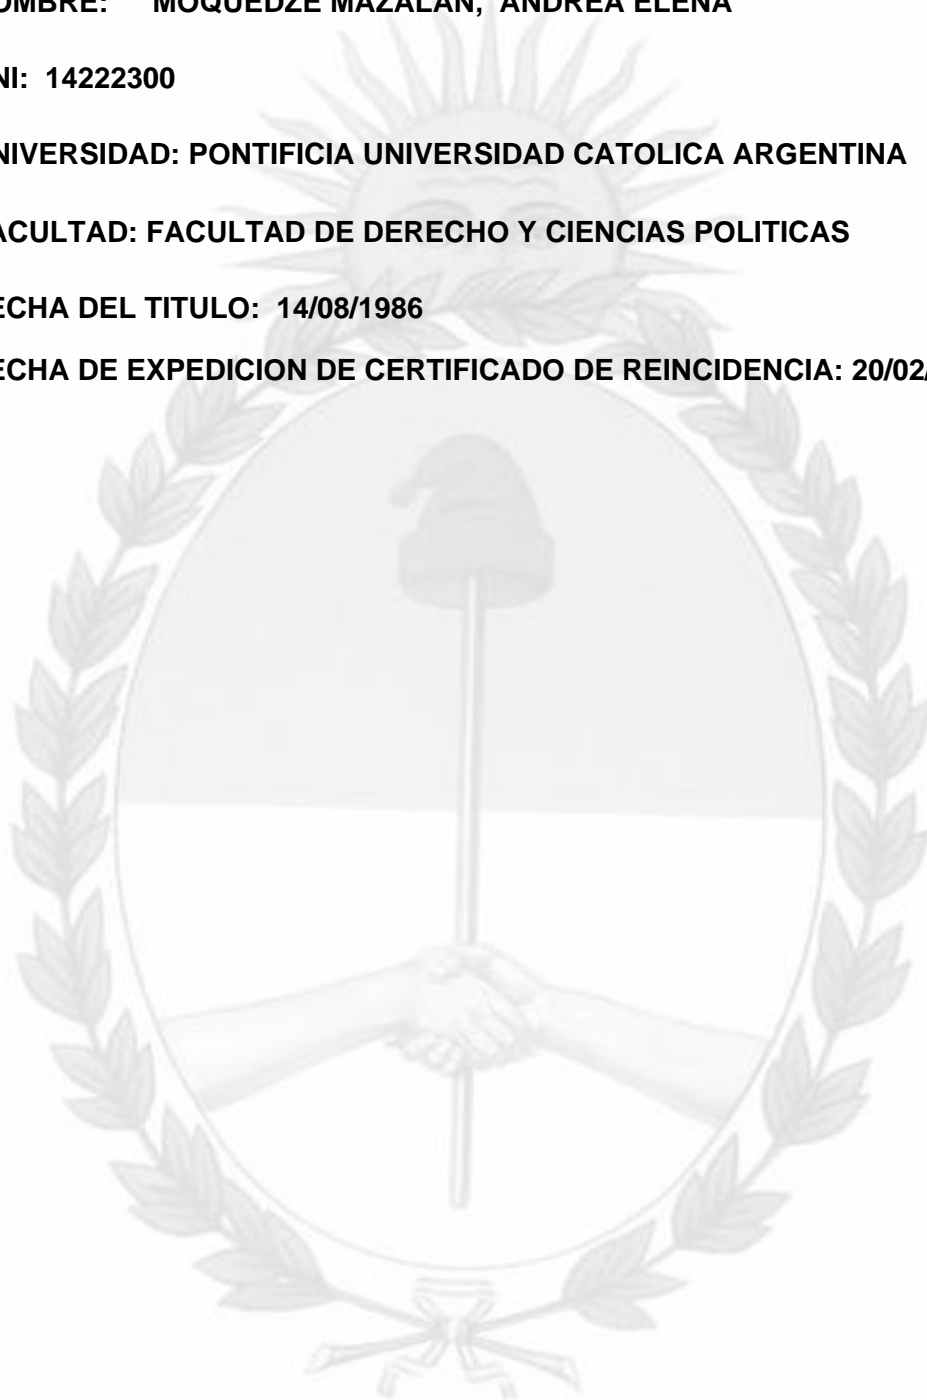 OMBRE: MOQUEDZE MAZALAN, ANDREA ELENA
NI: 14222300
NIVERSIDAD: PONTIFICIA UNIVERSIDAD CATOLICA ARGENTINA
ACULTAD: FACULTAD DE DERECHO Y CIENCIAS POLITICAS
ECHA DEL TITULO: 14/08/1986
ECHA DE EXPEDICION DE CERTIFICADO DE REINCIDENCIA: 20/02/